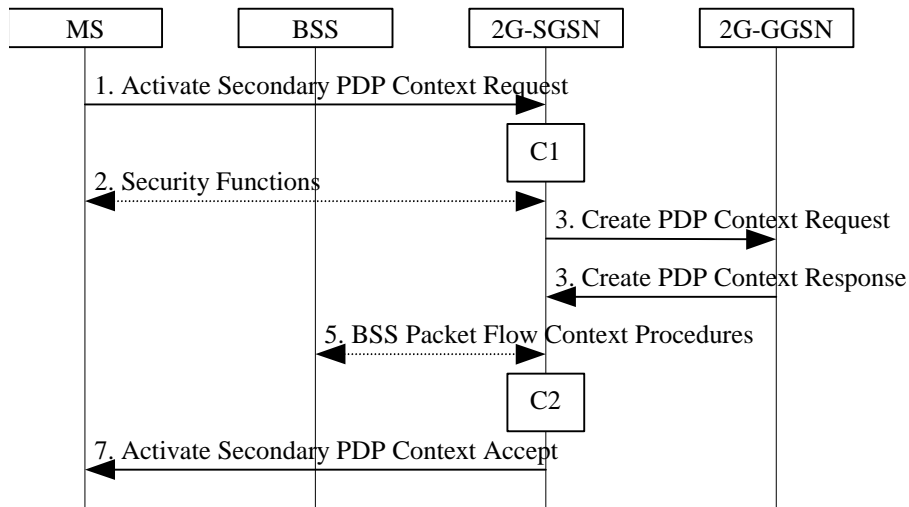 MS BSS 2G-SGSN 2G-GGSN
1. Activate Secondary PDP Context Request
C1
2. Security Functions
3. Create PDP Context Request
3. Create PDP Context Response
5. BSS Packet Flow Context Procedures
C2
7. Activate Secondary PDP Context Accept